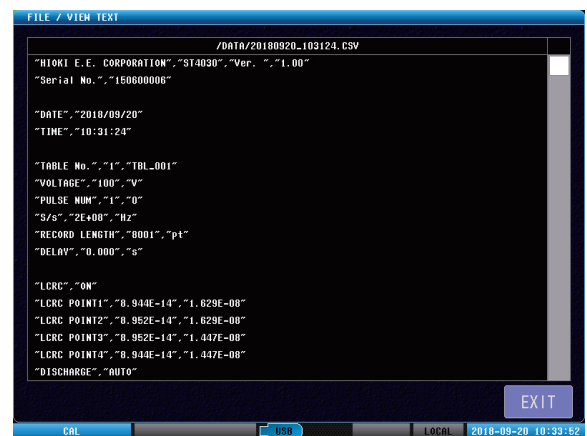 FILE / VIEW TEXT
/DATA/20180920_103124.CSV
"HIOKI E.E. CORPORATION","ST4030","Ver. ","1.00"
"Serial No.","150600006"
"DATE","2018/09/20"
"TIME","10:31:24"
"TABLE No.","1","TBL_001"
"VOLTAGE","100","V"
"PULSE NUM","1","0"
"S/s","2E+08","Hz"
"RECORD LENGTH","8001","pt"
"DELAY","0.000","s"
"LCRC","ON"
"LCRC POINT1","8.944E-14","1.629E-08"
"LCRC POINT2","8.952E-14","1.629E-08"
"LCRC POINT3","8.952E-14","1.447E-08"
"LCRC POINT4","8.944E-14","1.447E-08"
"DISCHARGE","AUTO"
EXIT
CAL USB LOCAL 2018-09-20 10:33:52